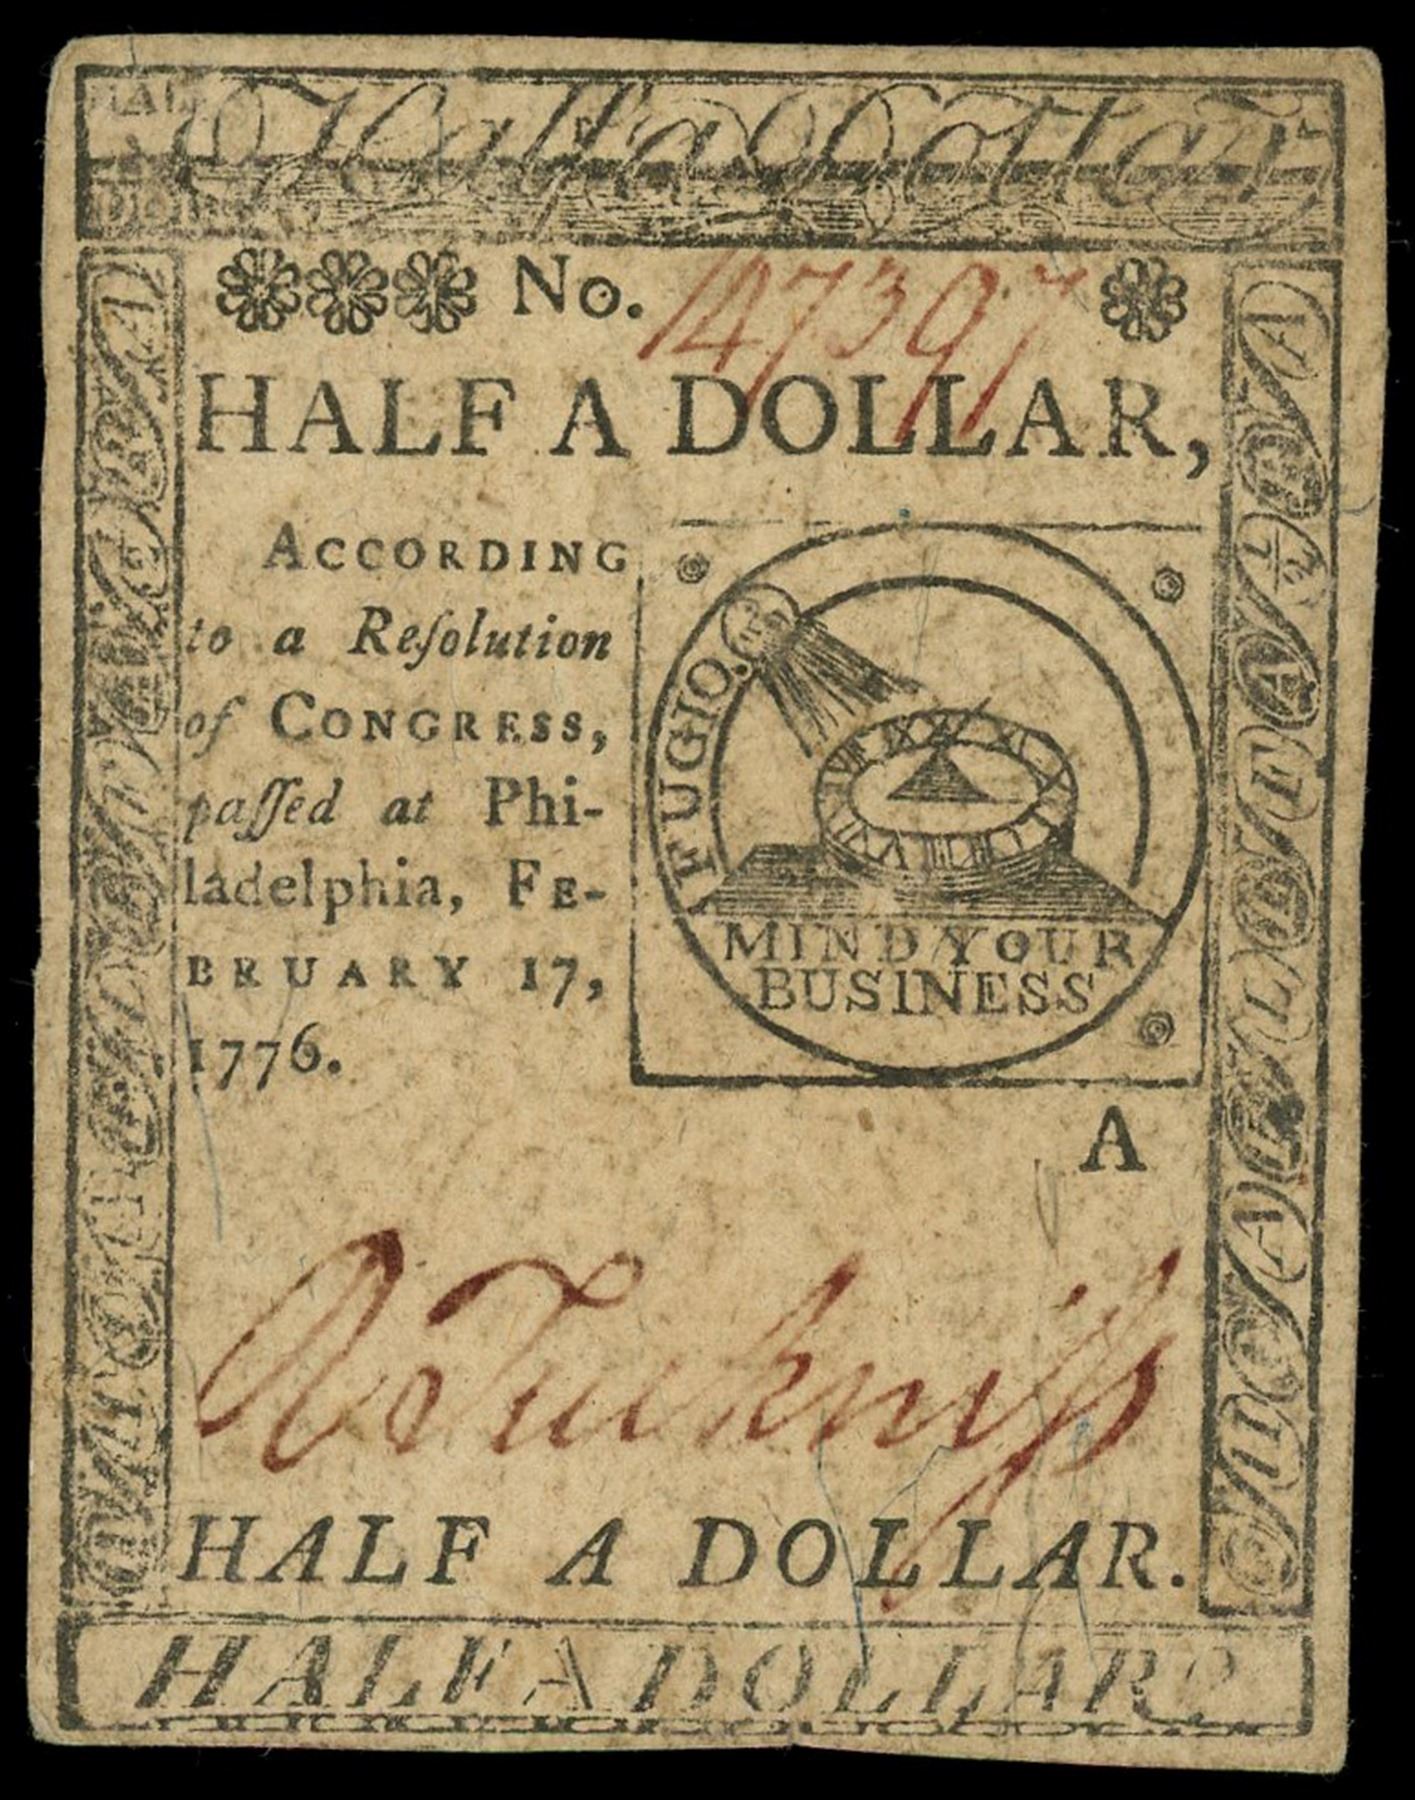 Half a Dollar
No. 147397
HALF A DOLLAR,
ACCORDING
to a Reſolution
of CONGRESS,
paſſed at Phi-
ladelphia, FE-
BRUARY 17,
1776.
FUGIO.
MIND YOUR
BUSINESS
A
HALF A DOLLAR.
HALF A DOLLAR